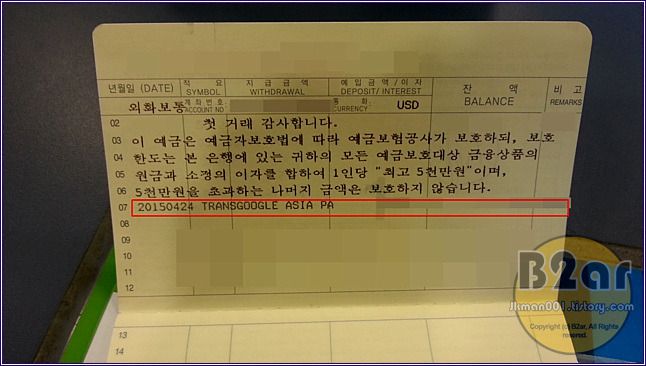 년월일 (DATE) 적요 SYMBOL 지급금액 WITHDRAWAL 예입금액/이자 DEPOSIT/INTEREST 잔액 BALANCE 비고 REMARKS
외화보통 계좌번호: ACCOUNT NO 통화: CURRENCY USD
02 첫 거래 감사합니다.
03 이 예금은 예금자보호법에 따라 예금보험공사가 보호하되, 보호
04 한도는 본 은행에 있는 귀하의 모든 예금보호대상 금융상품의
05 원금과 소정의 이자를 합하여 1인당 "최고 5천만원"이며,
06 5천만원을 초과하는 나머지 금액은 보호하지 않습니다.
07 20150424 TRANSGOOGLE ASIA PA
08
09
10
11
12
13
14
B2ar
Jkman001.tistory.com
Copyright (c) B2ar, All Rights
reserved.